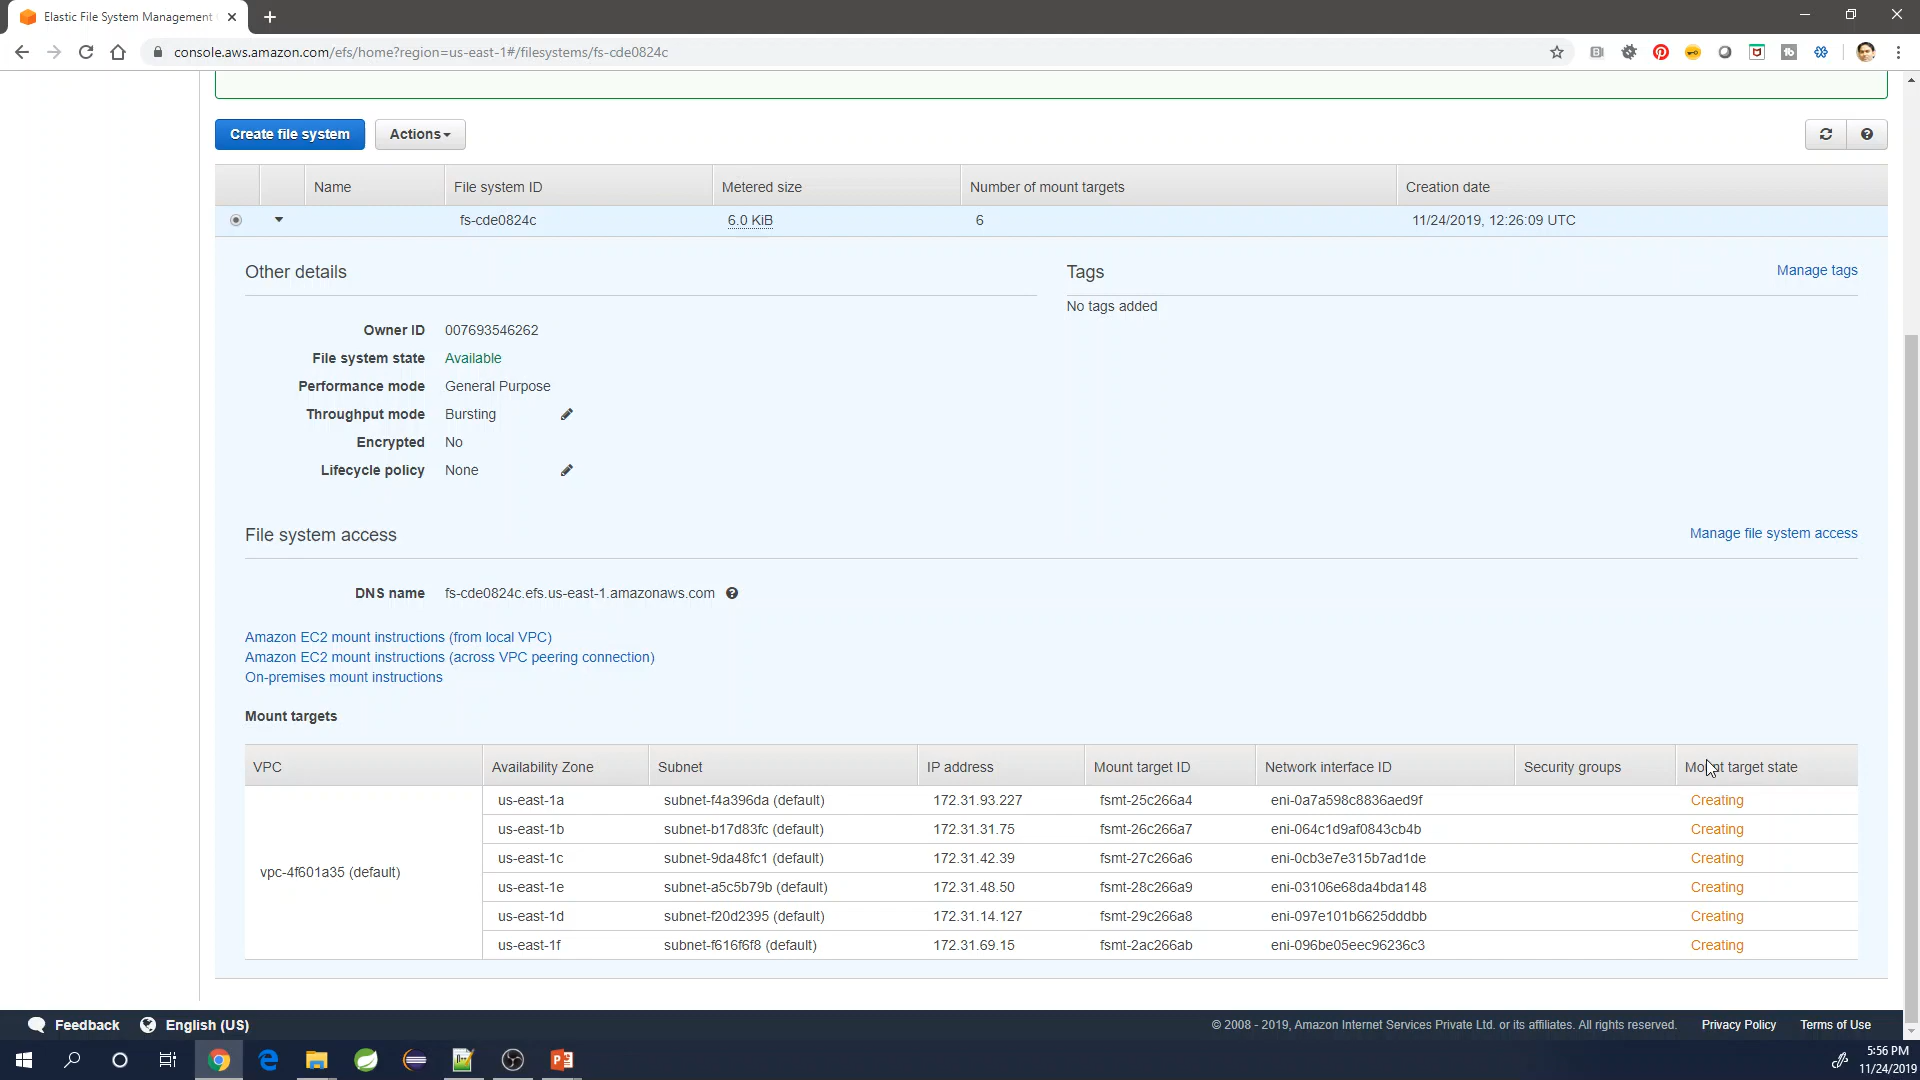 Elastic File System Management
console.aws.amazon.com/efs/home?region=us-east-1#/filesystems/fs-cde0824c
Create file system
Actions
Name
File system ID
Metered size
Number of mount targets
Creation date
fs-cde0824c
6.0 KiB
6
11/24/2019, 12:26:09 UTC
Other details
Tags
Manage tags
No tags added
Owner ID 007693546262
File system state Available
Performance mode General Purpose
Throughput mode Bursting
Encrypted No
Lifecycle policy None
File system access
Manage file system access
DNS name fs-cde0824c.efs.us-east-1.amazonaws.com
Amazon EC2 mount instructions (from local VPC)
Amazon EC2 mount instructions (across VPC peering connection)
On-premises mount instructions
Mount targets
VPC Availability Zone Subnet IP address Mount target ID Network interface ID Security groups Mount target state
us-east-1a subnet-f4a396da (default) 172.31.93.227 fsmt-25c266a4 eni-0a7a598c8836aed9f Creating
us-east-1b subnet-b17d83fc (default) 172.31.31.75 fsmt-26c266a7 eni-064c1d9af0843cb4b Creating
us-east-1c subnet-9da48fc1 (default) 172.31.42.39 fsmt-27c266a6 eni-0cb3e7e315b7ad1de Creating
vpc-4f601a35 (default)
us-east-1e subnet-a5c5b79b (default) 172.31.48.50 fsmt-28c266a9 eni-03106e68da4bda148 Creating
us-east-1d subnet-f20d2395 (default) 172.31.14.127 fsmt-29c266a8 eni-097e101b6625dddbb Creating
us-east-1f subnet-f616f6f8 (default) 172.31.69.15 fsmt-2ac266ab eni-096be05eec96236c3 Creating
Feedback
English (US)
© 2008 - 2019, Amazon Internet Services Private Ltd. or its affiliates. All rights reserved.
Privacy Policy
Terms of Use
5:56 PM
11/24/2019